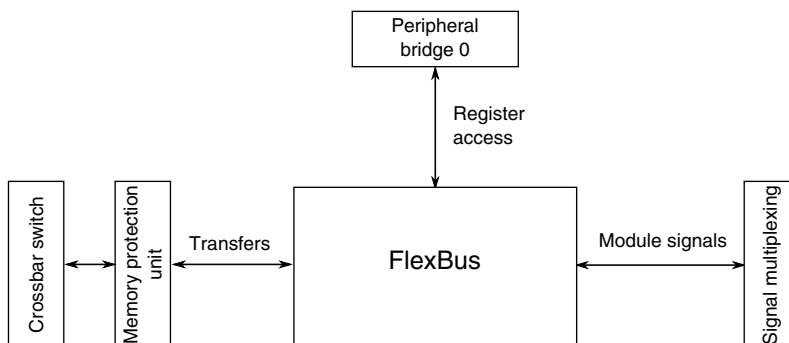 Peripheral
bridge 0
Register
access
Crossbar switch
Memory protection
unit
Transfers
FlexBus
Module signals
Signal multiplexing